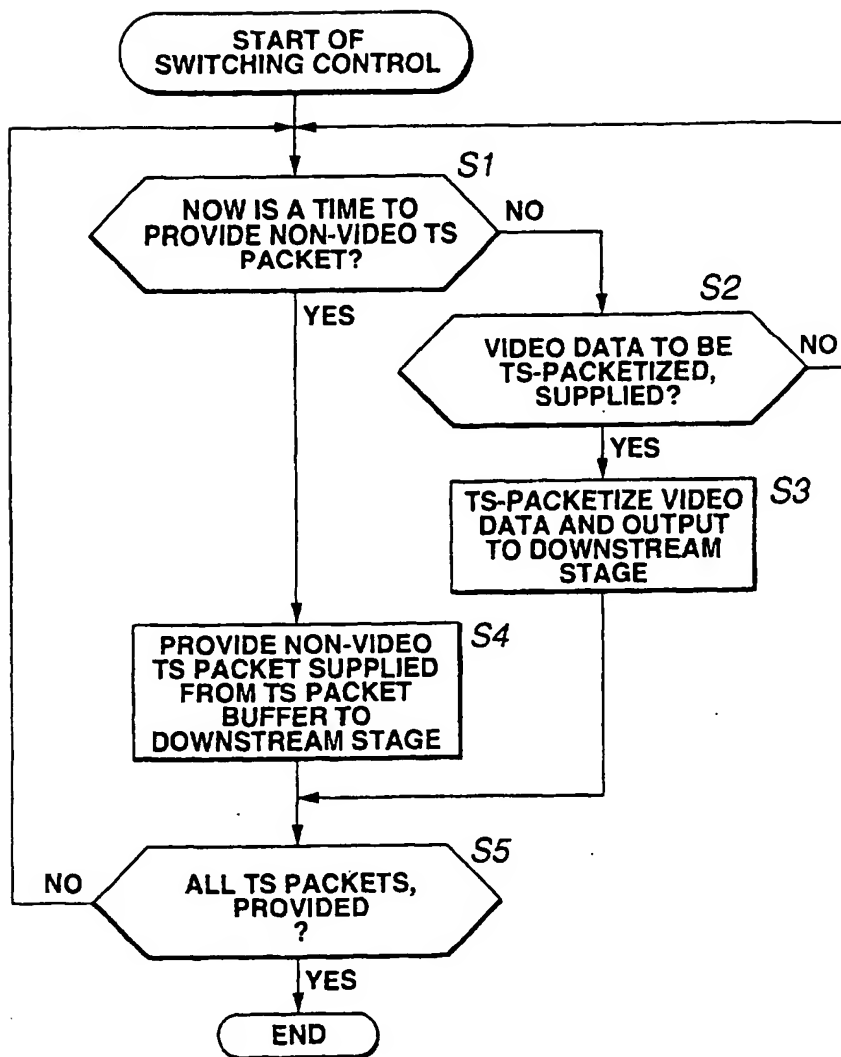 START OF
SWITCHING CONTROL
S1
NOW IS A TIME TO
PROVIDE NON-VIDEO TS
PACKET?
NO
YES
S2
VIDEO DATA TO BE
TS-PACKETIZED,
SUPPLIED?
NO
YES
S3
TS-PACKETIZE VIDEO
DATA AND OUTPUT
TO DOWNSTREAM
STAGE
S4
PROVIDE NON-VIDEO
TS PACKET SUPPLIED
FROM TS PACKET
BUFFER TO
DOWNSTREAM STAGE
S5
NO
ALL TS PACKETS,
PROVIDED
?
YES
END